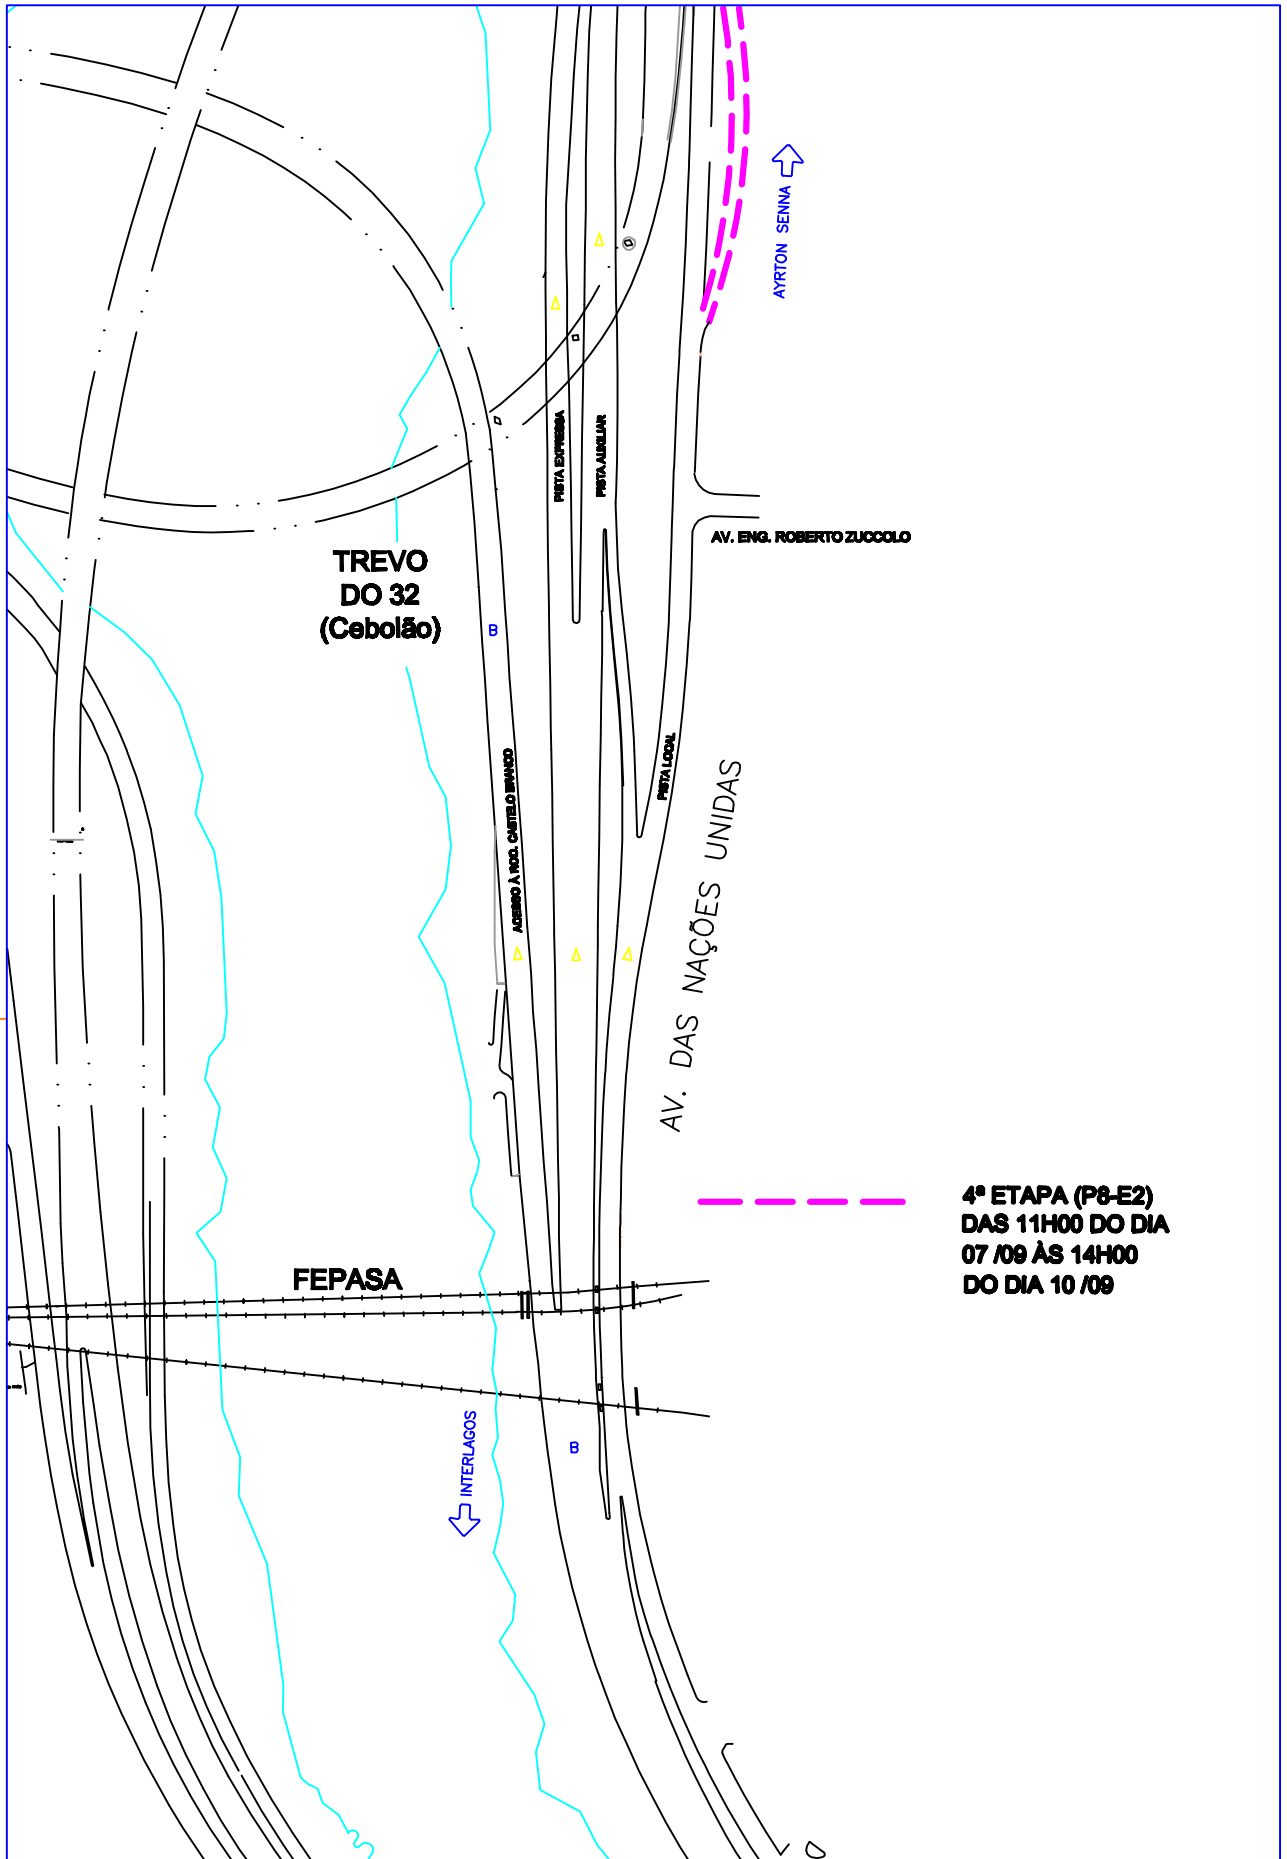 AYRTON SENNA
PISTA EXPRESSA
PISTA AUXILIAR
AV. ENG. ROBERTO ZUCCOLO
TREVO
DO 32
(Cebolão)
B
PISTA LOCAL
ACESSO À ROD. CASTELO BRANCO
AV. DAS NAÇÕES UNIDAS
4ª ETAPA (P8-E2)
DAS 11H00 DO DIA
07 /09 ÀS 14H00
DO DIA 10 /09
FEPASA
INTERLAGOS
B